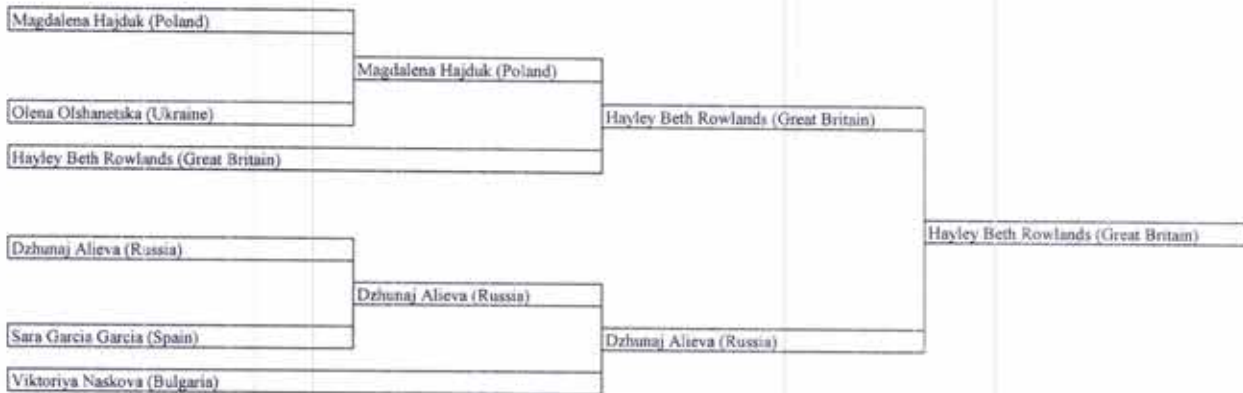 Magdalena Hajduk (Poland)
Magdalena Hajduk (Poland)
Olena Olshanetska (Ukraine)
Hayley Beth Rowlands (Great Britain)
Hayley Beth Rowlands (Great Britain)
Hayley Beth Rowlands (Great Britain)
Dzhunaj Alieva (Russia)
Dzhunaj Alieva (Russia)
Sara Garcia Garcia (Spain)
Dzhunaj Alieva (Russia)
Viktoriya Naskova (Bulgaria)